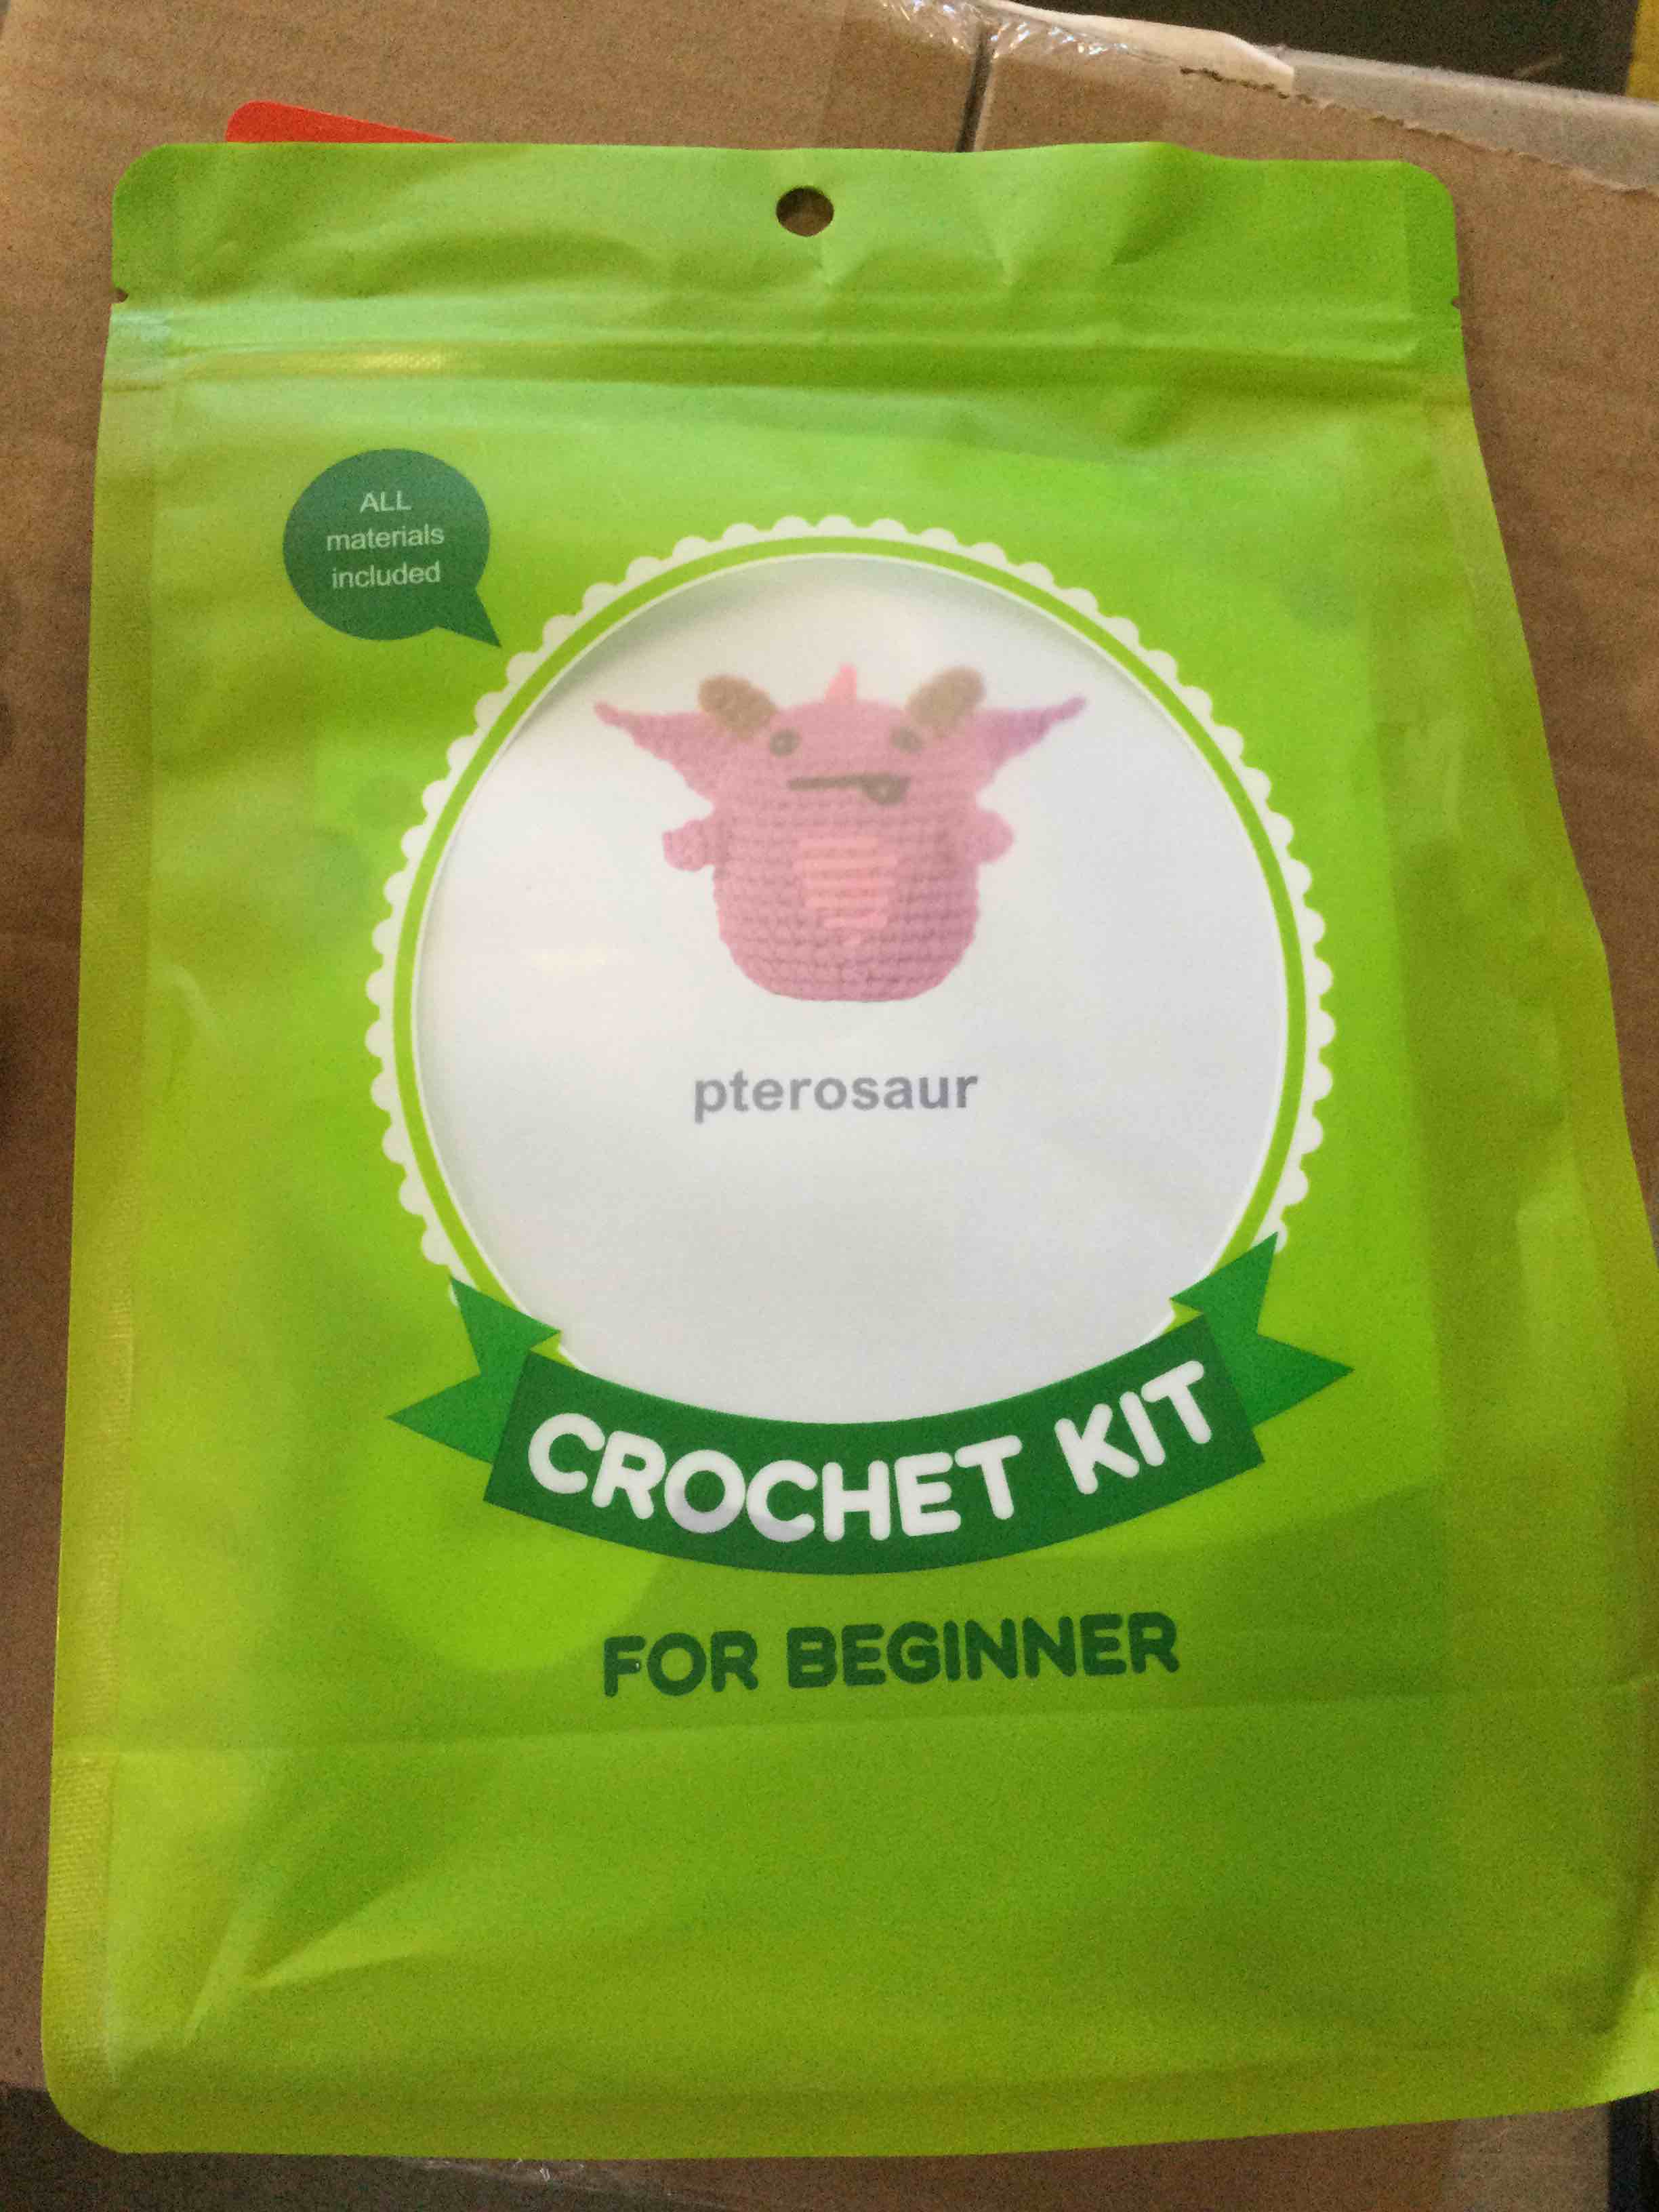 ALL
materials
included
pterosaur
CROCHET KIT
FOR BEGINNER